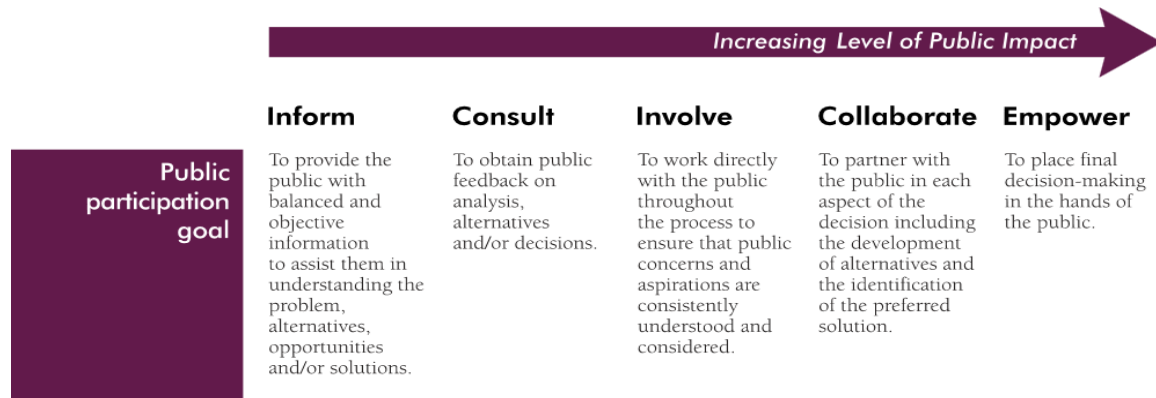 Increasing Level of Public Impact
Inform
Consult
Involve
Collaborate
Empower
Public
participation
goal
To provide the
public with
balanced and
objective
information
to assist them in
understanding the
problem,
alternatives,
opportunities
and/or solutions.
To obtain public
feedback on
analysis,
alternatives
and/or decisions.
To work directly
with the public
throughout
the process to
ensure that public
concerns and
aspirations are
consistently
understood and
considered.
To partner with
the public in each
aspect of the
decision including
the development
of alternatives and
the identification
of the preferred
solution.
To place final
decision-making
in the hands of
the public.